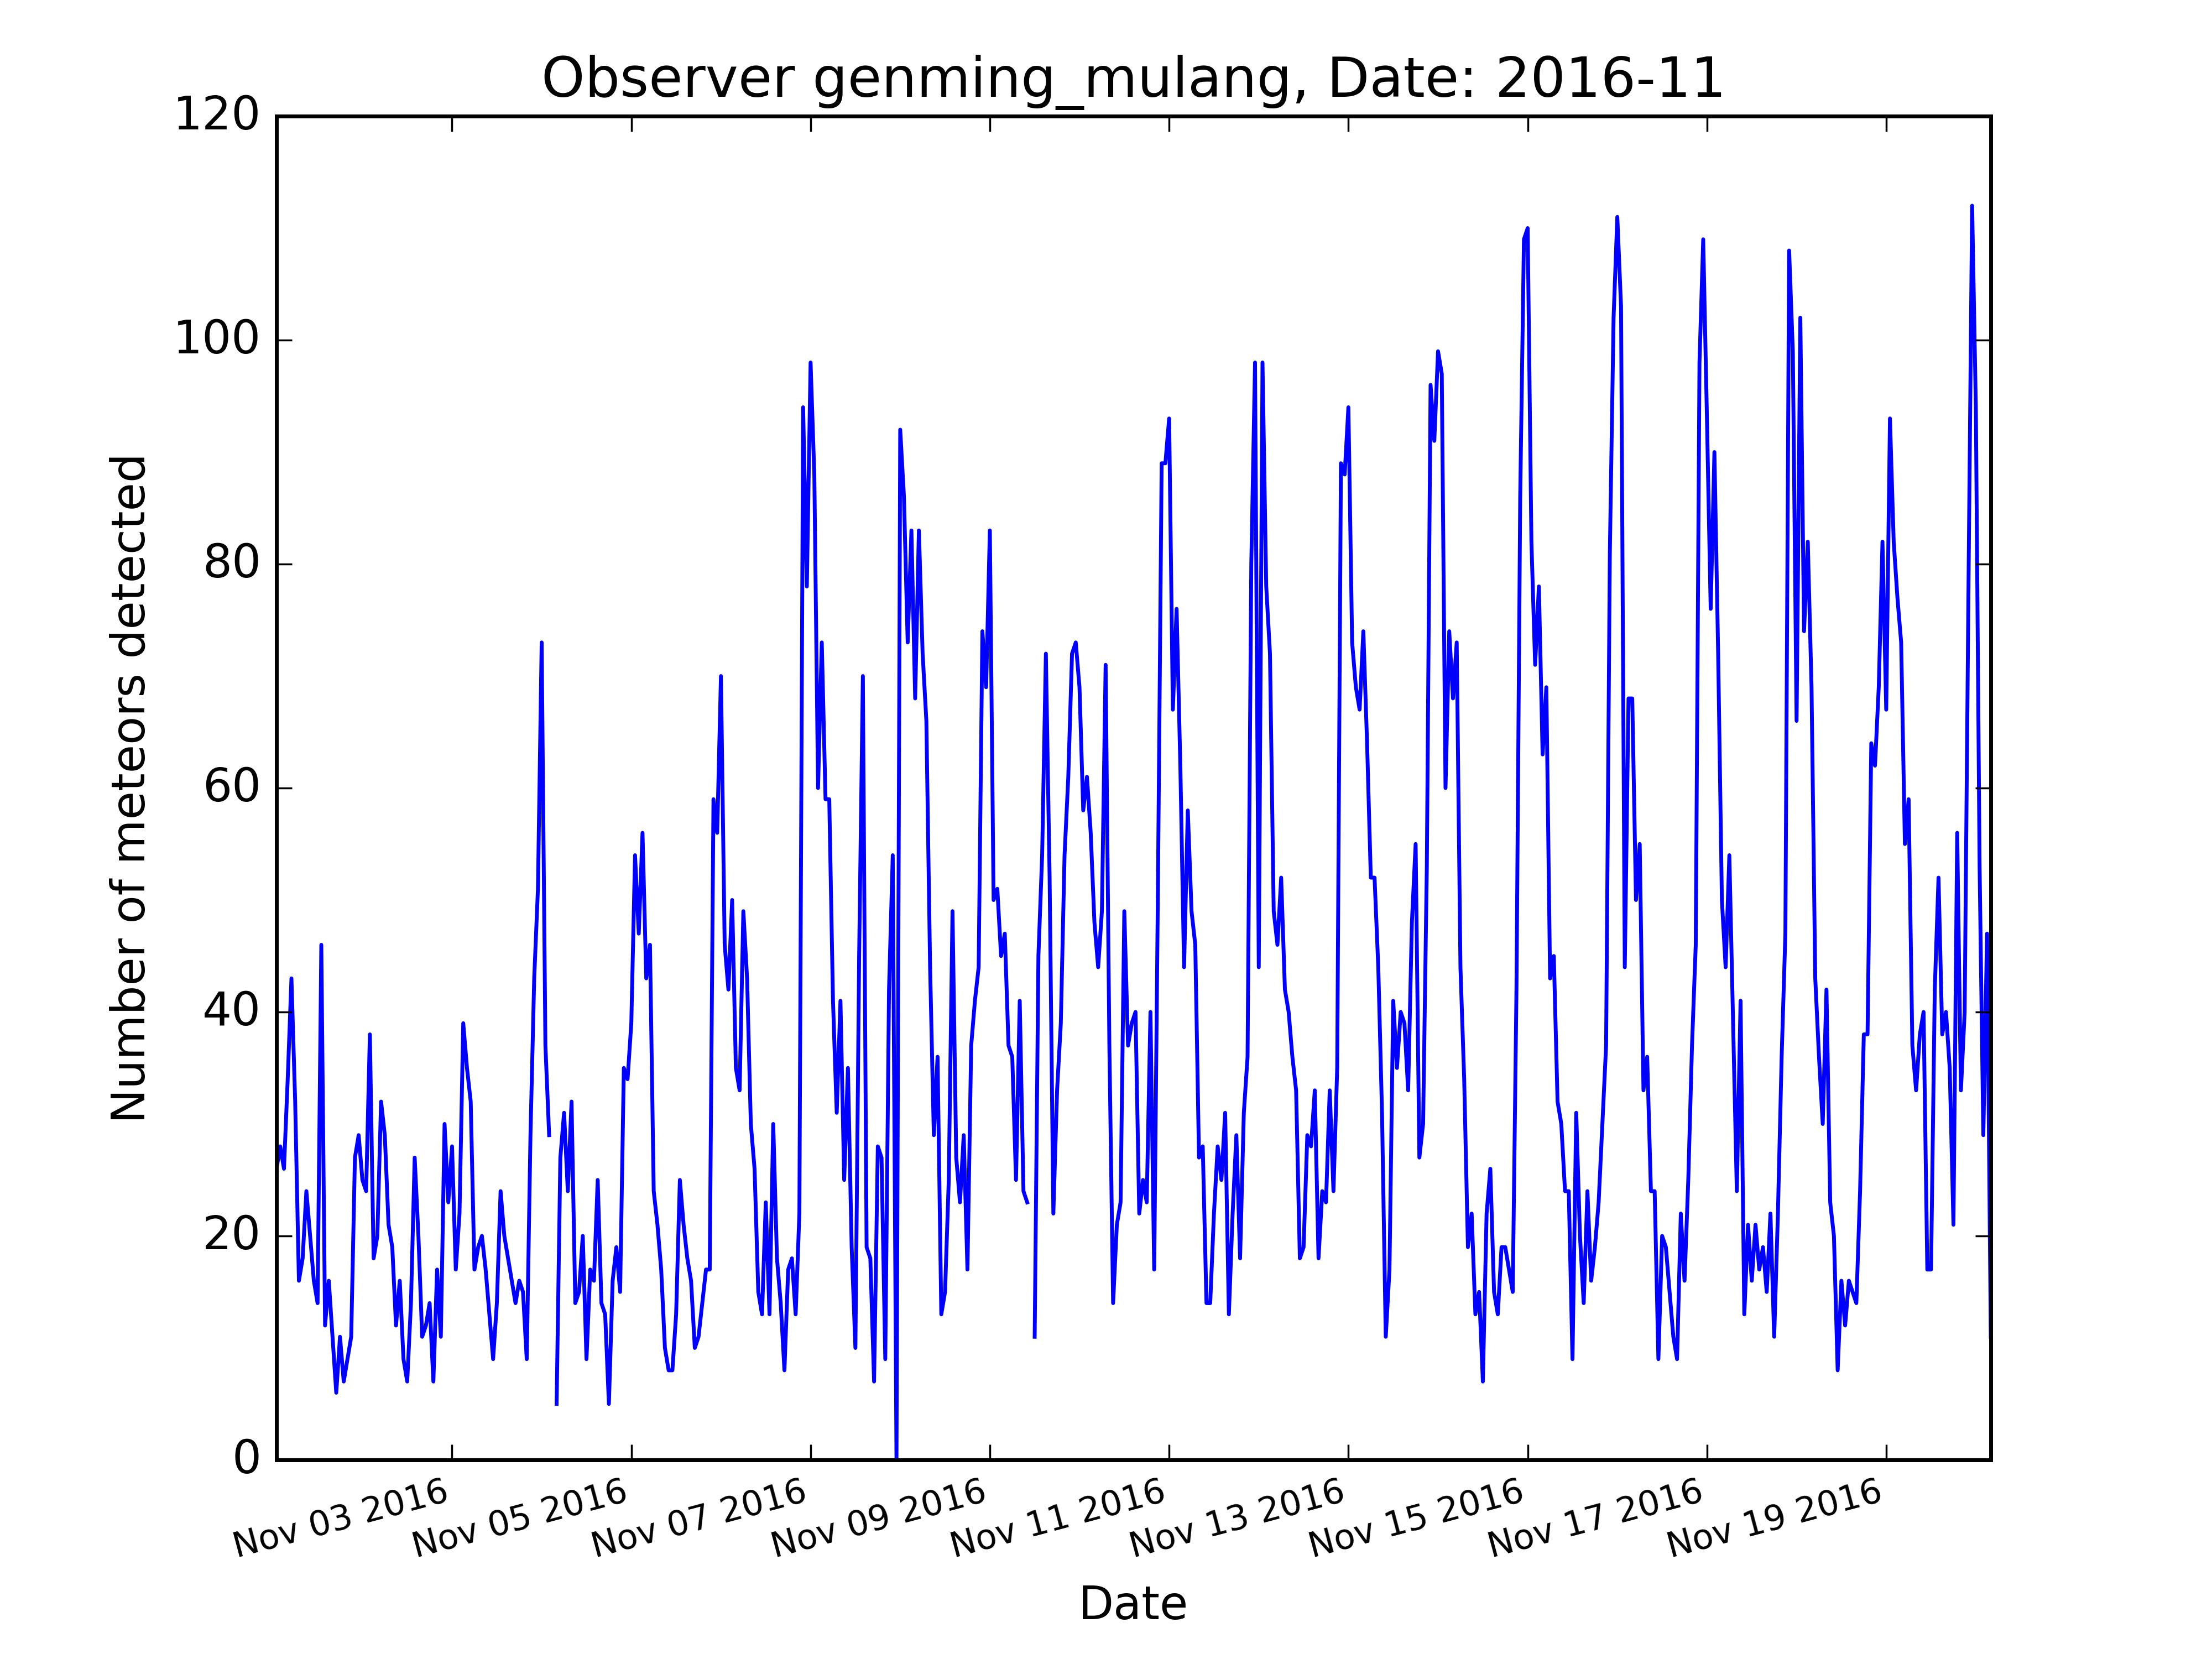 Observer genming_mulang, Date: 2016-11
120
100
80
60
40
20
0
Number of meteors detected
Nov 03 2016
Nov 05 2016
Nov 07 2016
Nov 09 2016
Nov 11 2016
Nov 13 2016
Nov 15 2016
Nov 17 2016
Nov 19 2016
Date